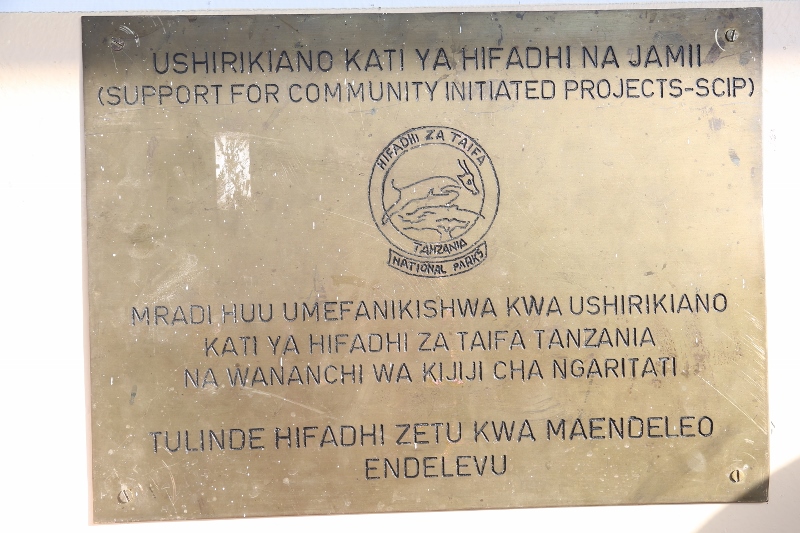 USHIRIKIANO KATI YA HIFADHI NA JAMII
(SUPPORT FOR COMMUNITY INITIATED PROJECTS-SCIP)
HIFADHI ZA TAIFA
TANZANIA
NATIONAL PARKS
MRADI HUU UMEFANIKISHWA KWA USHIRIKIANO
KATI YA HIFADHI ZA TAIFA TANZANIA
NA WANANCHI WA KIJIJI CHA NGARITATI
TULINDE HIFADHI ZETU KWA MAENDELEO
ENDELEVU